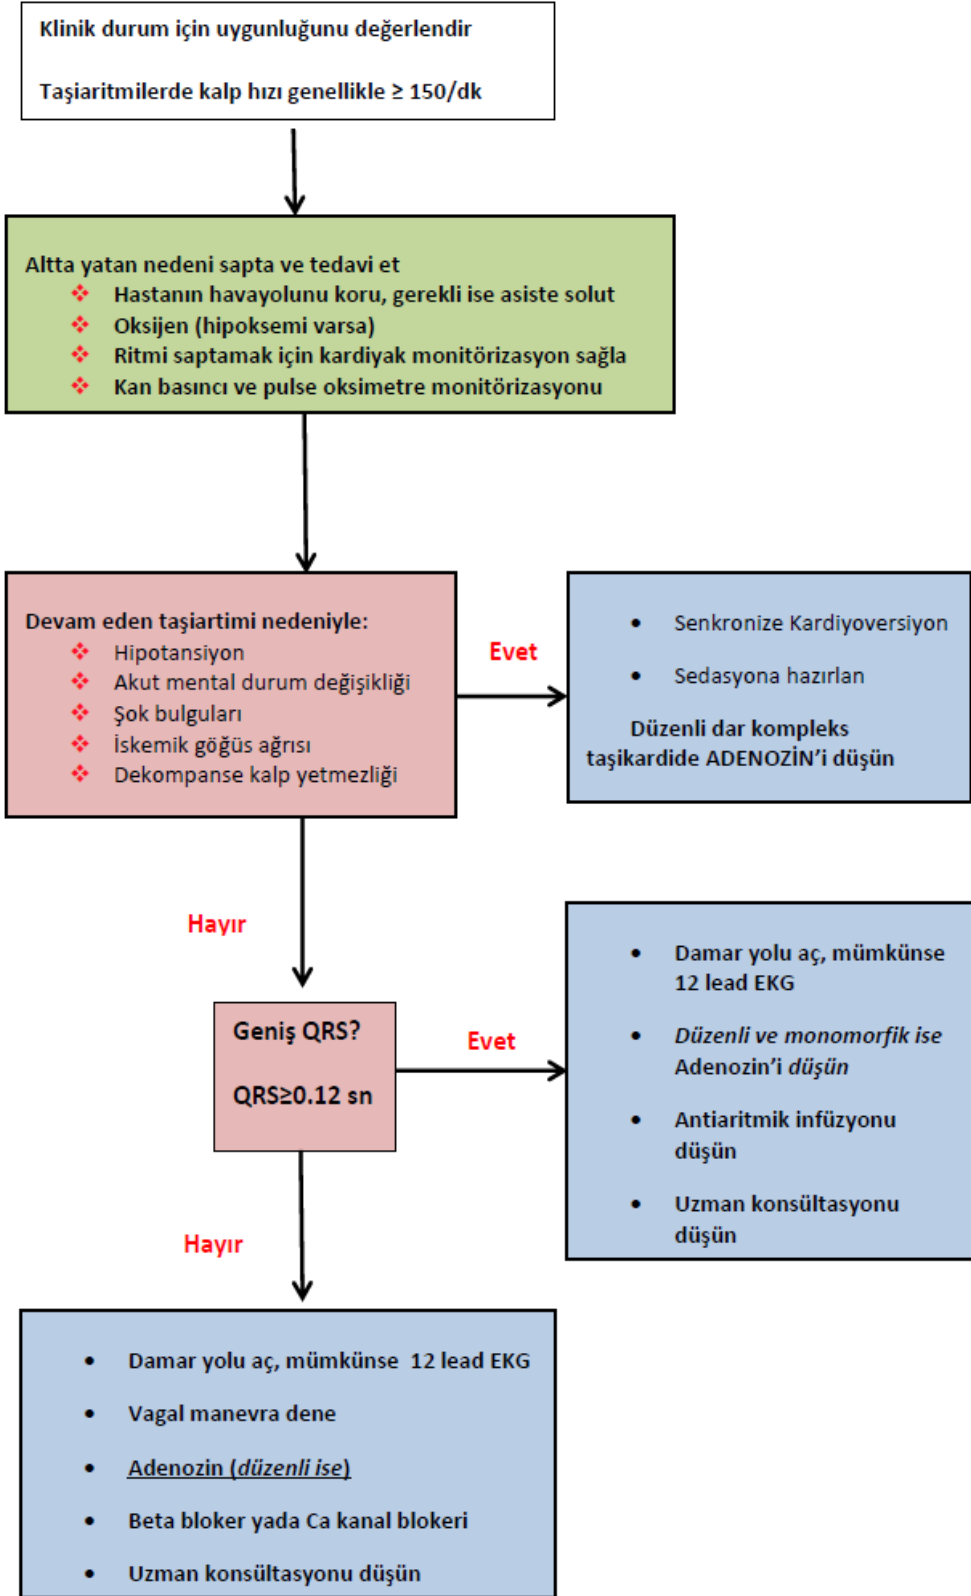 Klinik durum için uygunluğunu değerlendir
Taşiaritmilerde kalp hızı genellikle ≥ 150/dk
Altta yatan nedeni sapta ve tedavi et
Hastanın havayolunu koru, gerekli ise asiste solut
Oksijen (hipoksemi varsa)
Ritmi saptamak için kardiyak monitörizasyon sağla
Kan basıncı ve pulse oksimetre monitörizasyonu
Devam eden taşiartimi nedeniyle:
Hipotansiyon
Akut mental durum değişikliği
Şok bulguları
İskemik göğüs ağrısı
Dekompanse kalp yetmezliği
Evet
Senkronize Kardiyoversiyon
Sedasyona hazırlan
Düzenli dar kompleks
taşikardide ADENOZİN’i düşün
Hayır
Geniş QRS?
QRS≥0.12 sn
Evet
Damar yolu aç, mümkünse
12 lead EKG
Düzenli ve monomorfik ise
Adenozin’i düşün
Antiaritmik infüzyonu
düşün
Uzman konsültasyonu
düşün
Hayır
Damar yolu aç, mümkünse 12 lead EKG
Vagal manevra dene
Adenozin (düzenli ise)
Beta bloker yada Ca kanal blokeri
Uzman konsültasyonu düşün